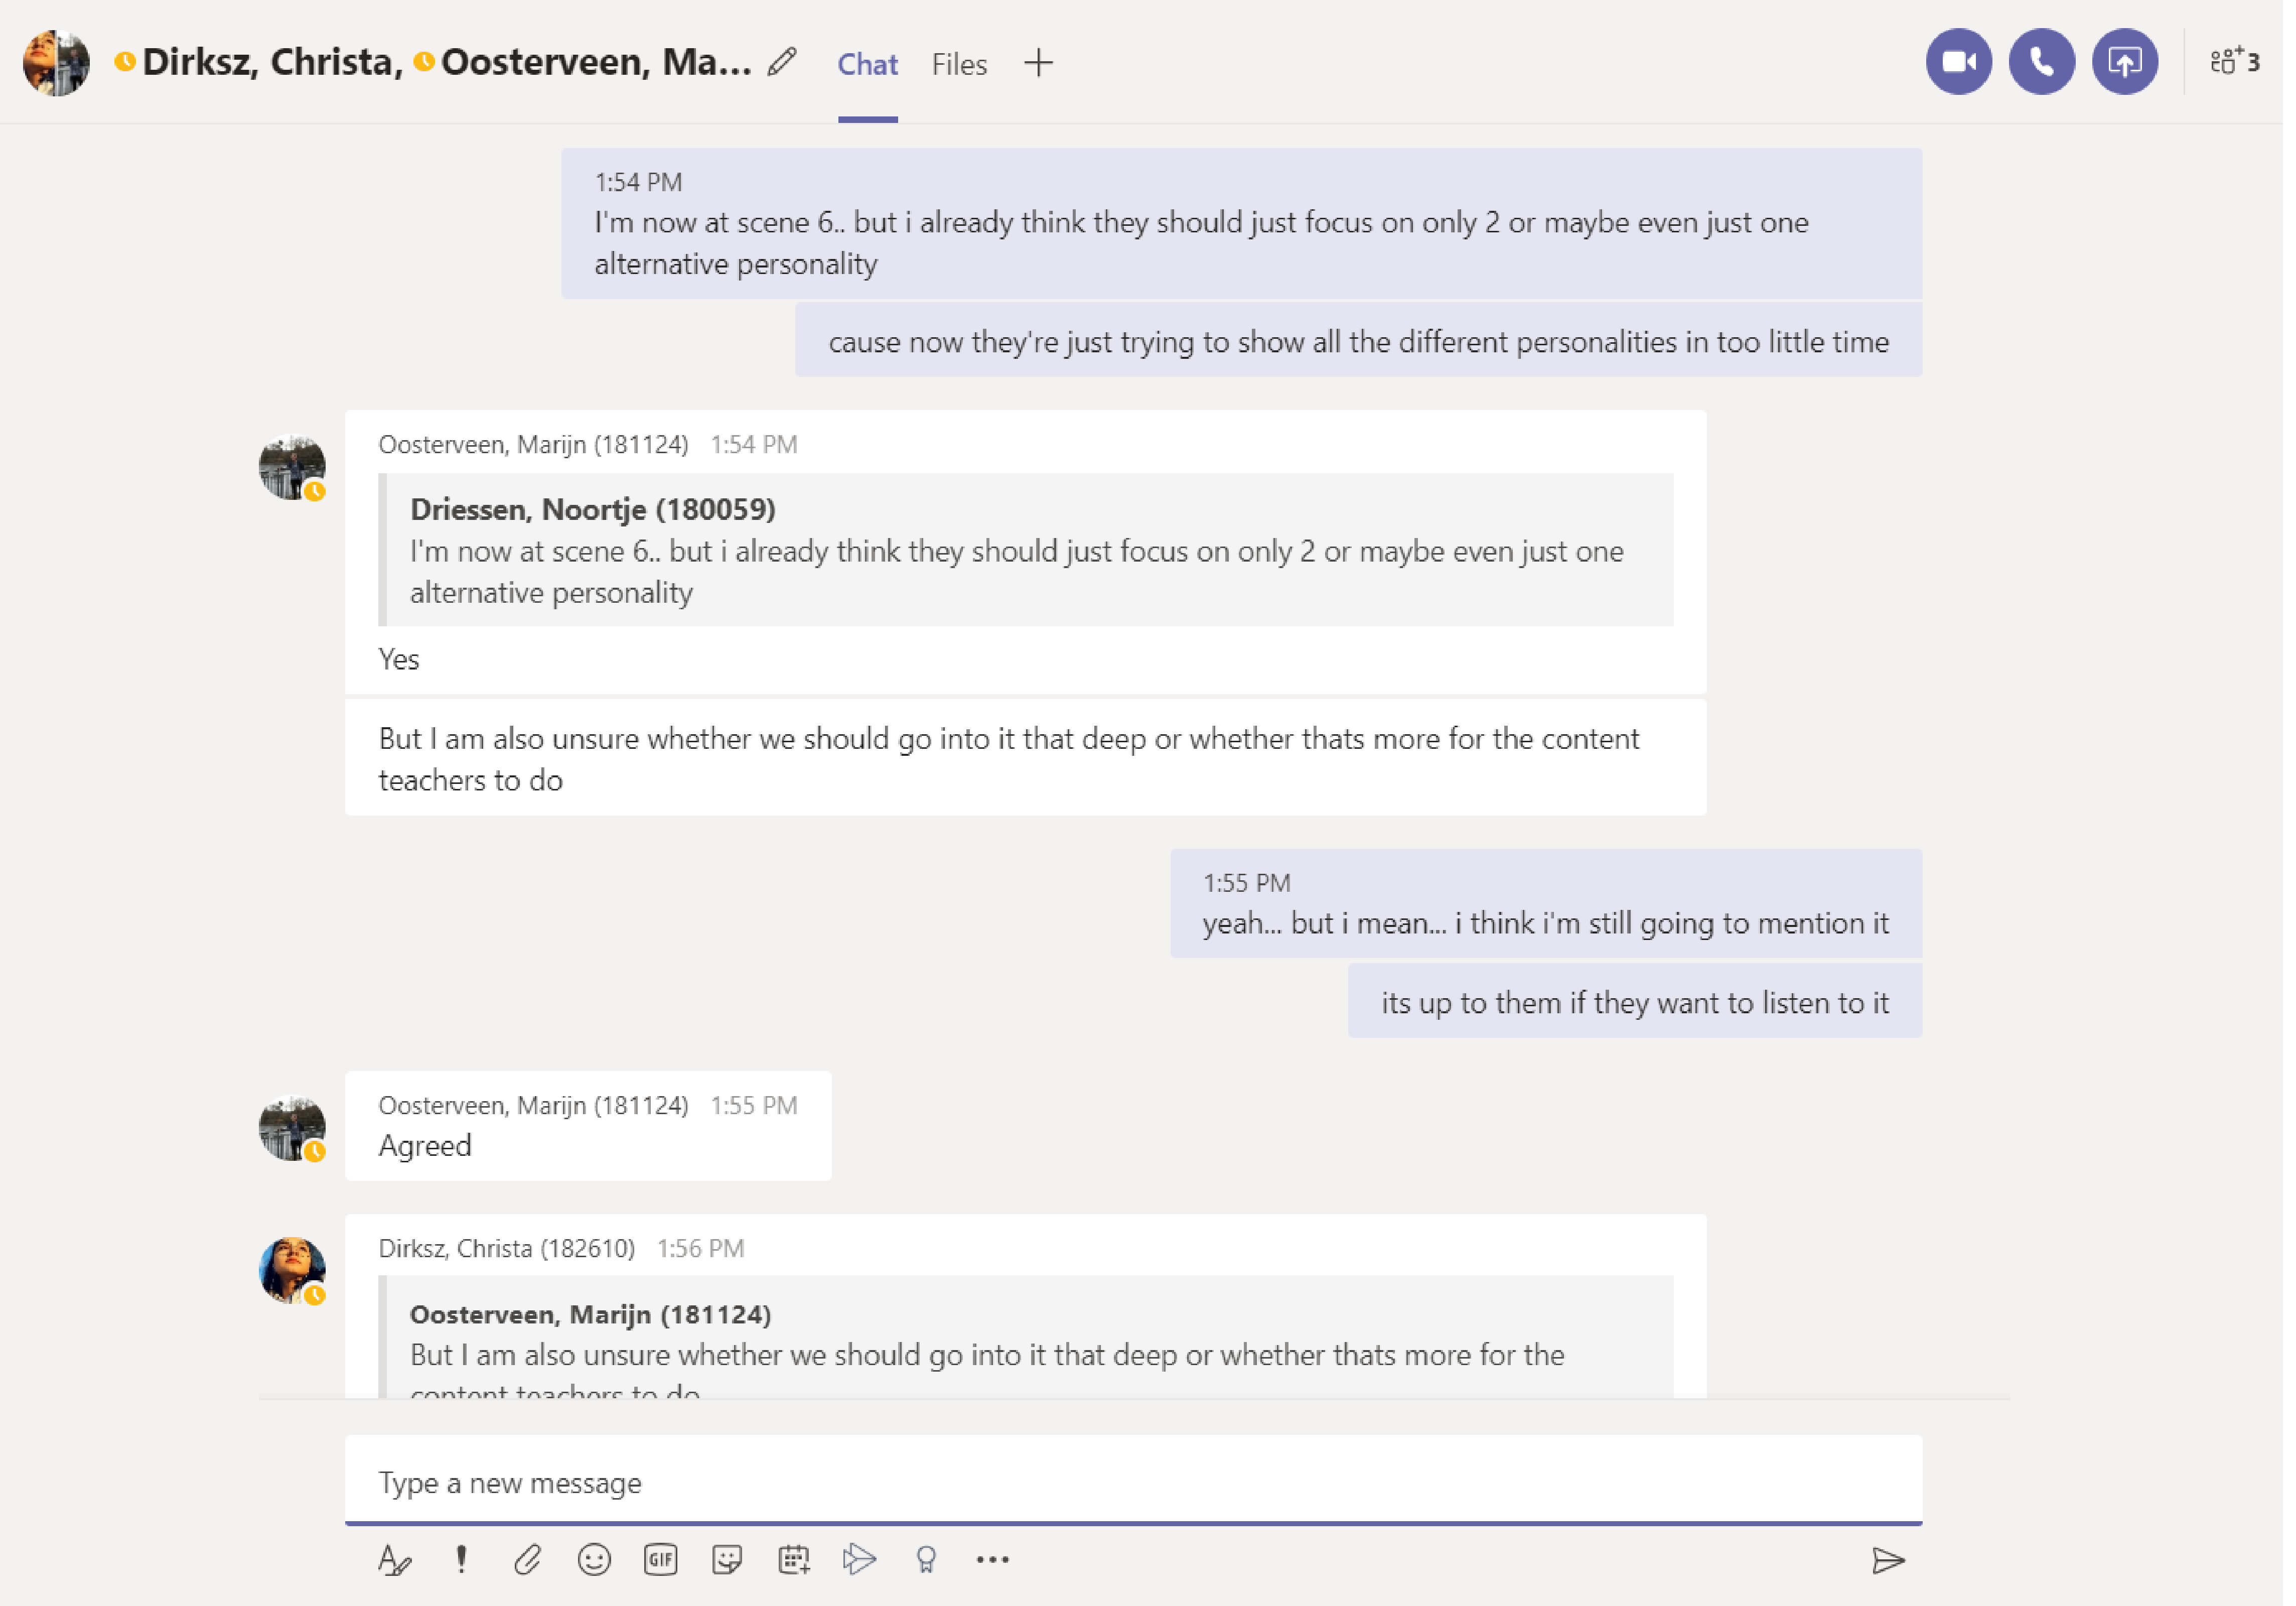 Dirksz, Christa, Oosterveen, Ma...
Chat
Files
3
1:54 PM
I'm now at scene 6.. but i already think they should just focus on only 2 or maybe even just one
alternative personality
cause now they're just trying to show all the different personalities in too little time
Oosterveen, Marijn (181124) 1:54 PM
Driessen, Noortje (180059)
I'm now at scene 6.. but i already think they should just focus on only 2 or maybe even just one
alternative personality
Yes
But I am also unsure whether we should go into it that deep or whether thats more for the content
teachers to do
1:55 PM
yeah... but i mean... i think i'm still going to mention it
its up to them if they want to listen to it
Oosterveen, Marijn (181124) 1:55 PM
Agreed
Dirksz, Christa (182610) 1:56 PM
Oosterveen, Marijn (181124)
But I am also unsure whether we should go into it that deep or whether thats more for the
content teachers to do
Type a new message
GIF